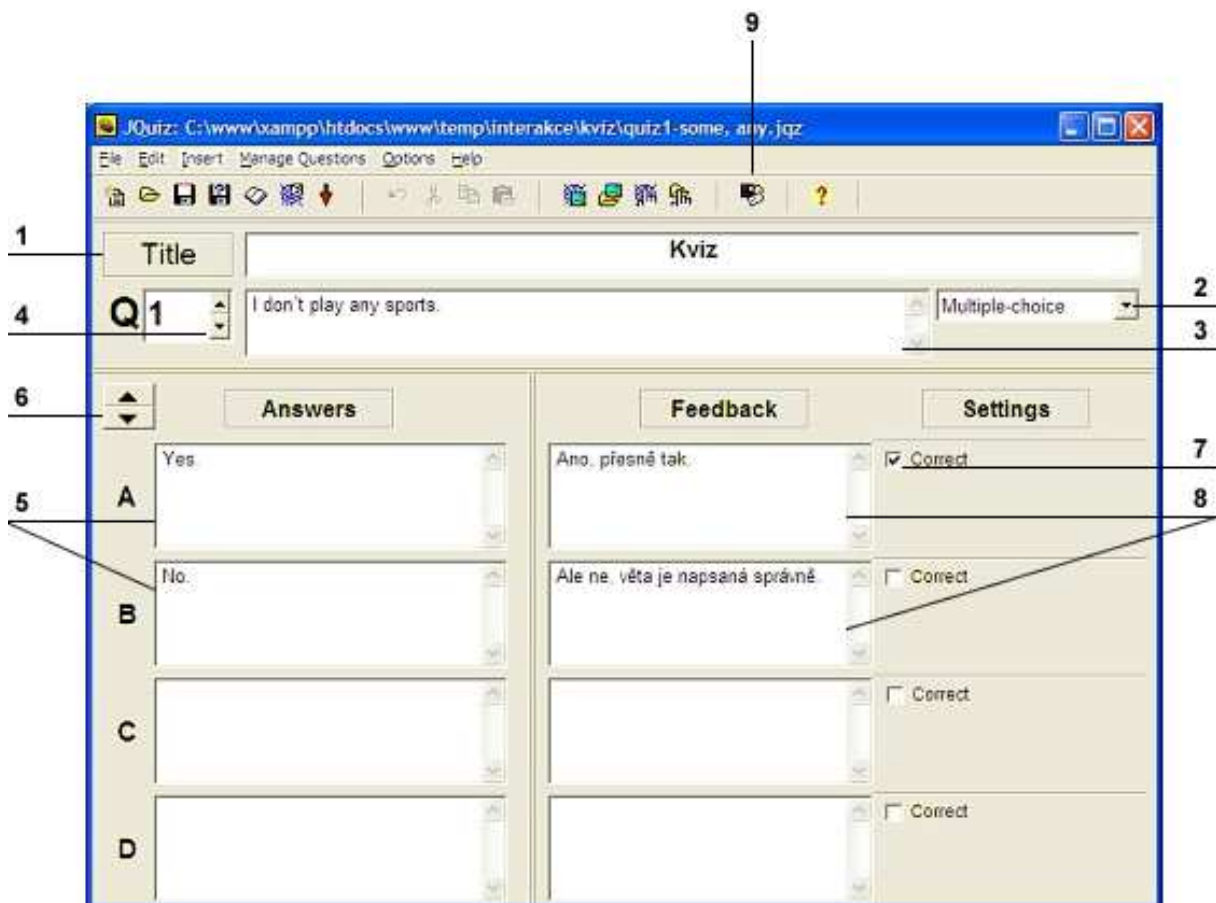 9
JQuiz: C:\www\xampp\htdocs\www\temp\interakce\kvíz\quiz1-some, any.jqz
File Edit Insert Manage Questions Options Help
?
1
Title
Kviz
2
4
Q 1
I don't play any sports.
Multiple-choice
3
6
Answers
Feedback
Settings
7
Yes.
Ano, přesně tak.
Correct
5
A
8
No.
Ale ne, věta je napsaná správně.
Correct
B
Correct
C
Correct
D